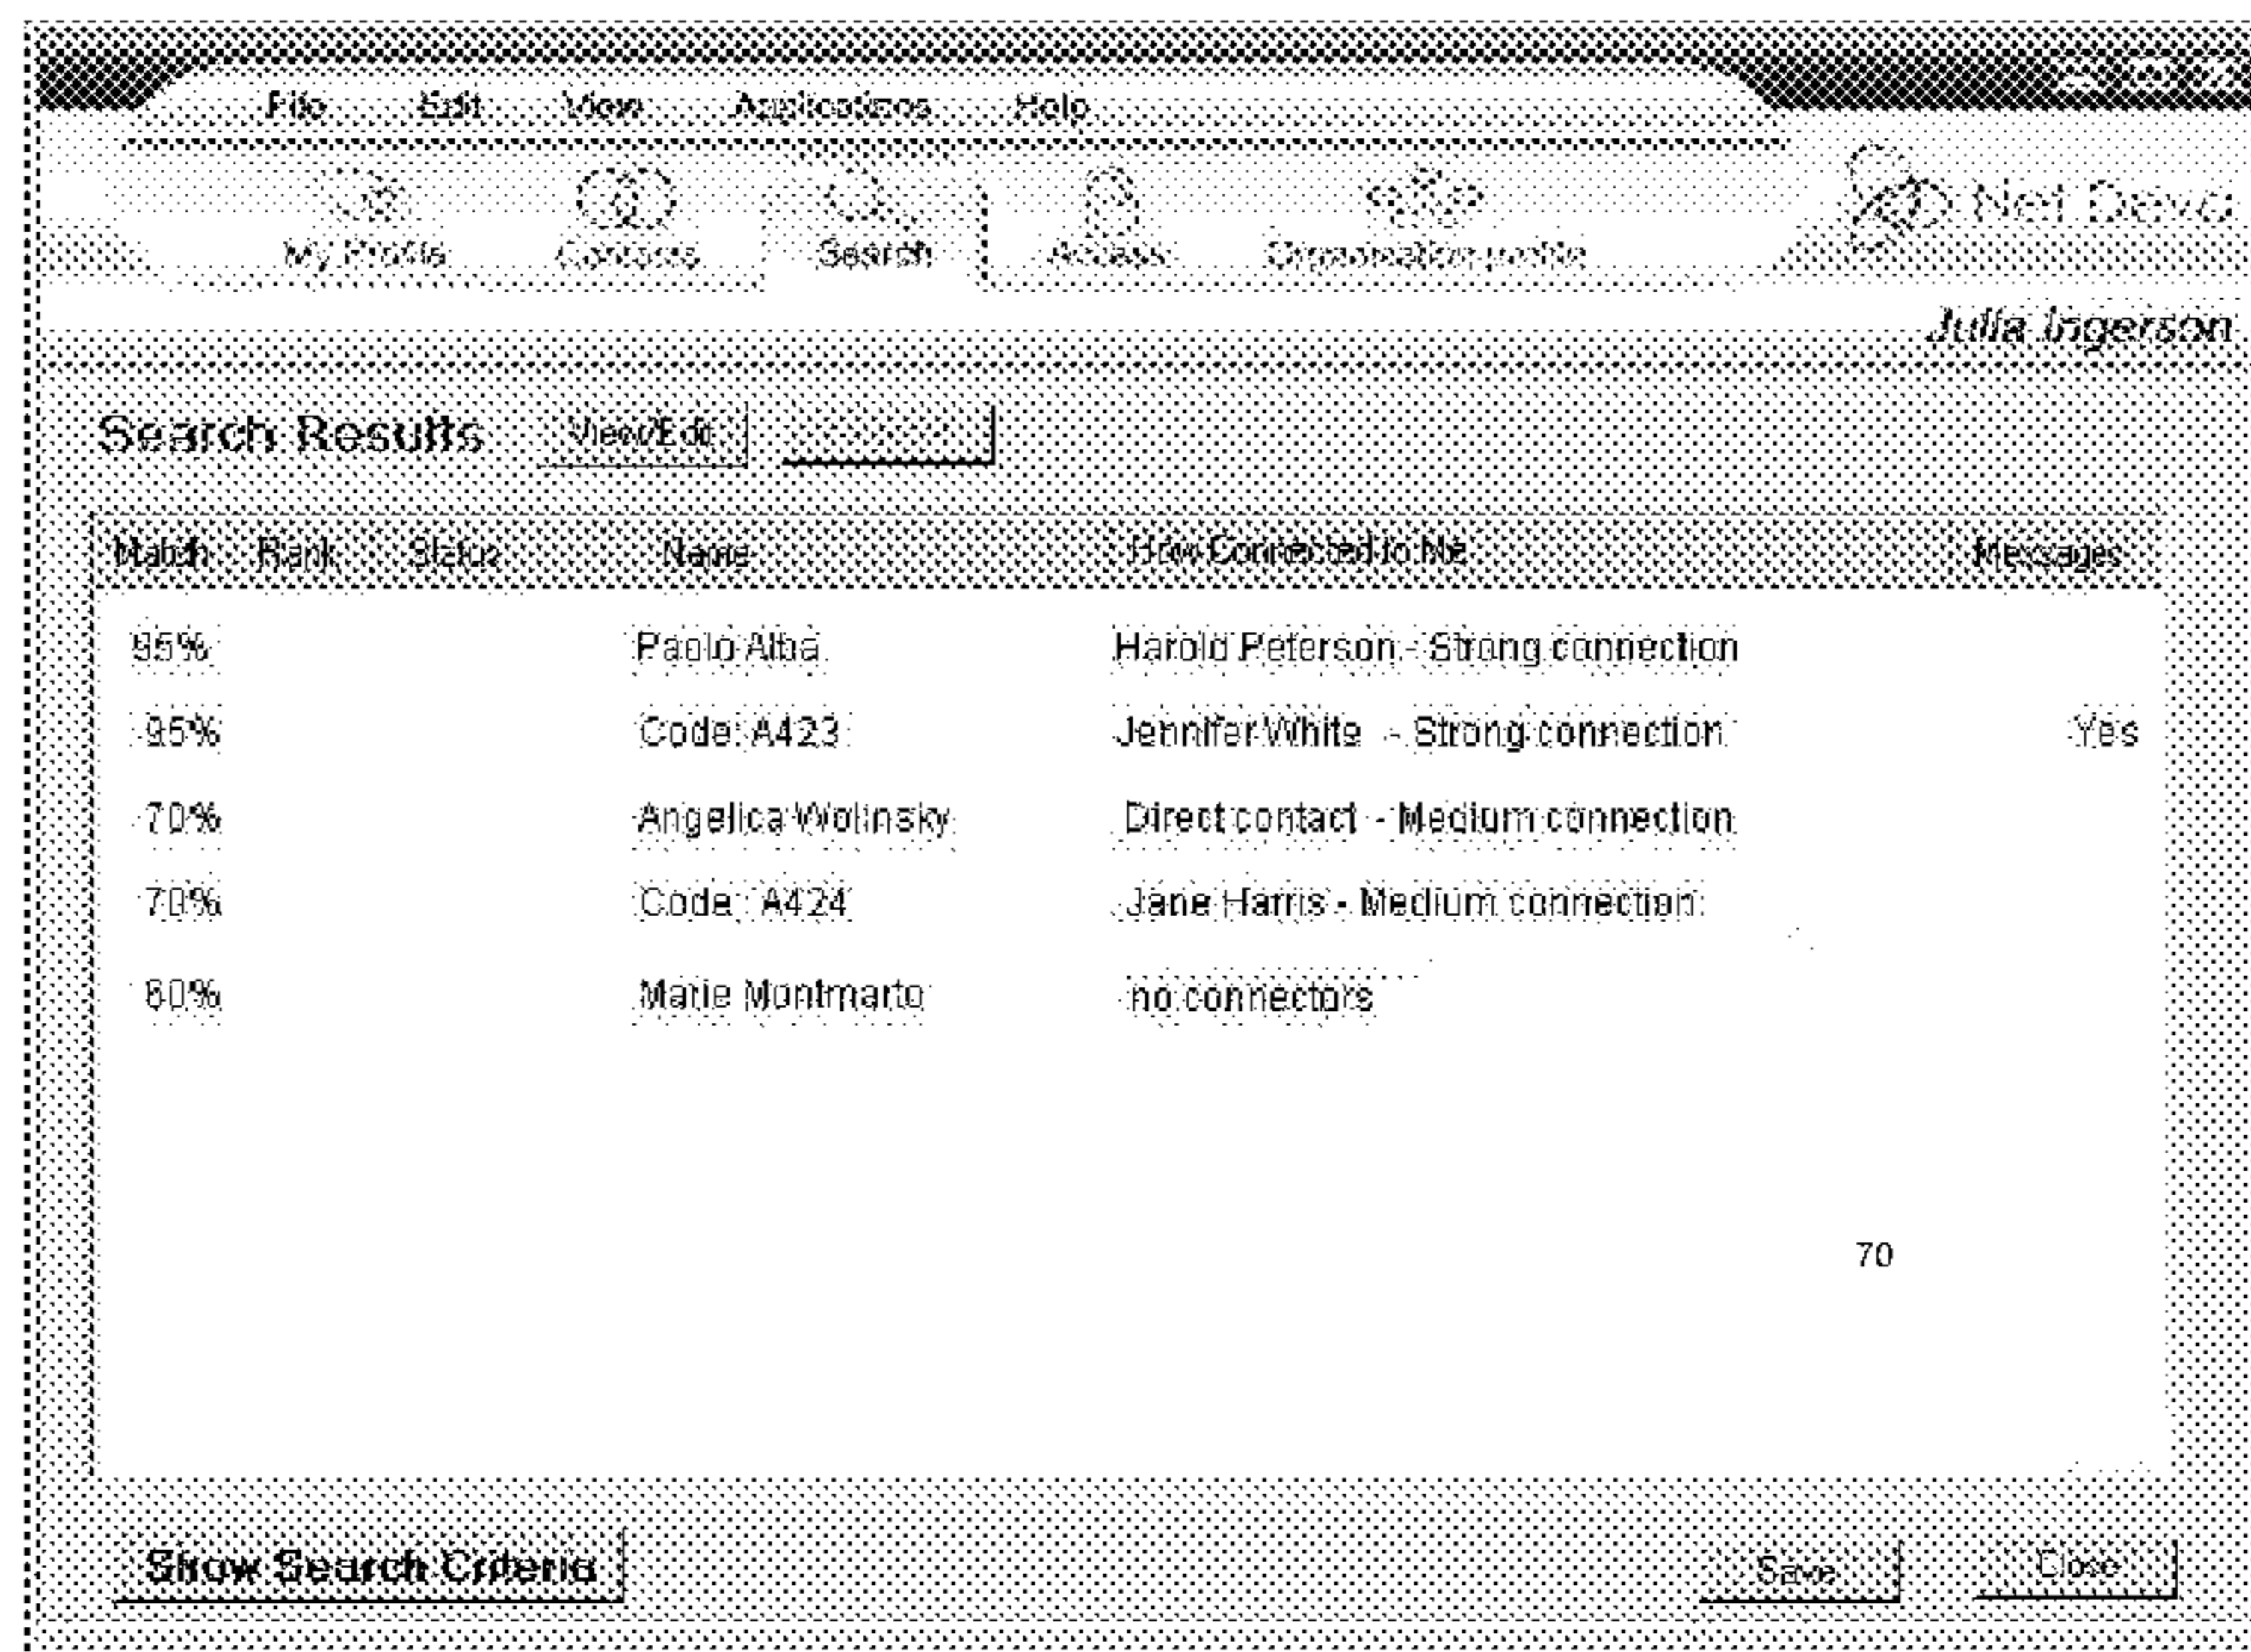 File Edit View Applications Help
My Profile Contacts Search Access Organisation profile
Net Deva
Julia Ingerson
Search Results View/Edit
Match Rank Status Name How Connected to Me Messages
95% Paolo Alba Harold Peterson - Strong connection
95% Code: A423 Jennifer White - Strong connection Yes
70% Angelica Wolinsky Direct contact - Medium connection
70% Code: A424 Jane Harris - Medium connection
60% Marie Montmarto no connectors
70
Show Search Criteria Save Close